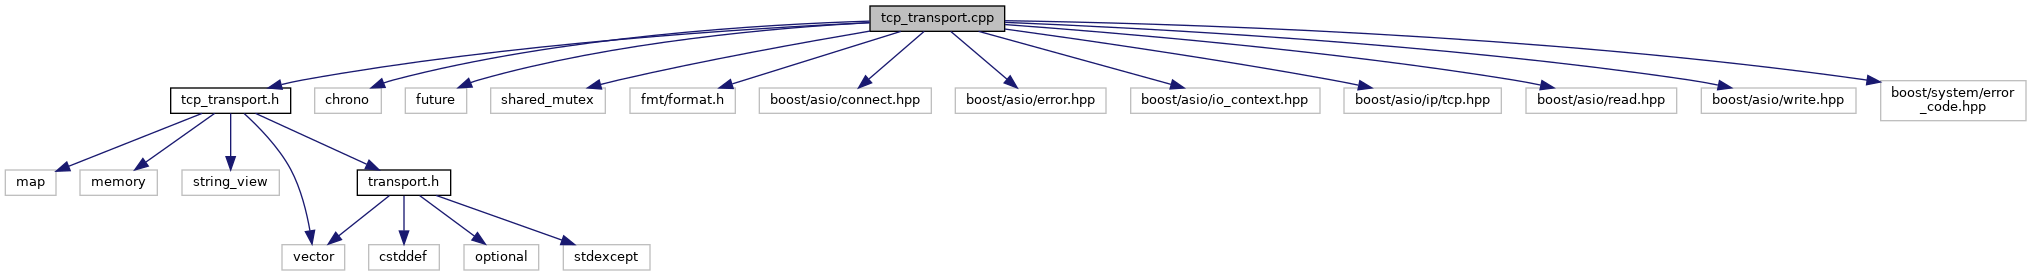 tcp_transport.cpp
tcp_transport.h
chrono
future
shared_mutex
fmt/format.h
boost/asio/connect.hpp
boost/asio/error.hpp
boost/asio/io_context.hpp
boost/asio/ip/tcp.hpp
boost/asio/read.hpp
boost/asio/write.hpp
boost/system/error
_code.hpp
map
memory
string_view
transport.h
vector
cstddef
optional
stdexcept